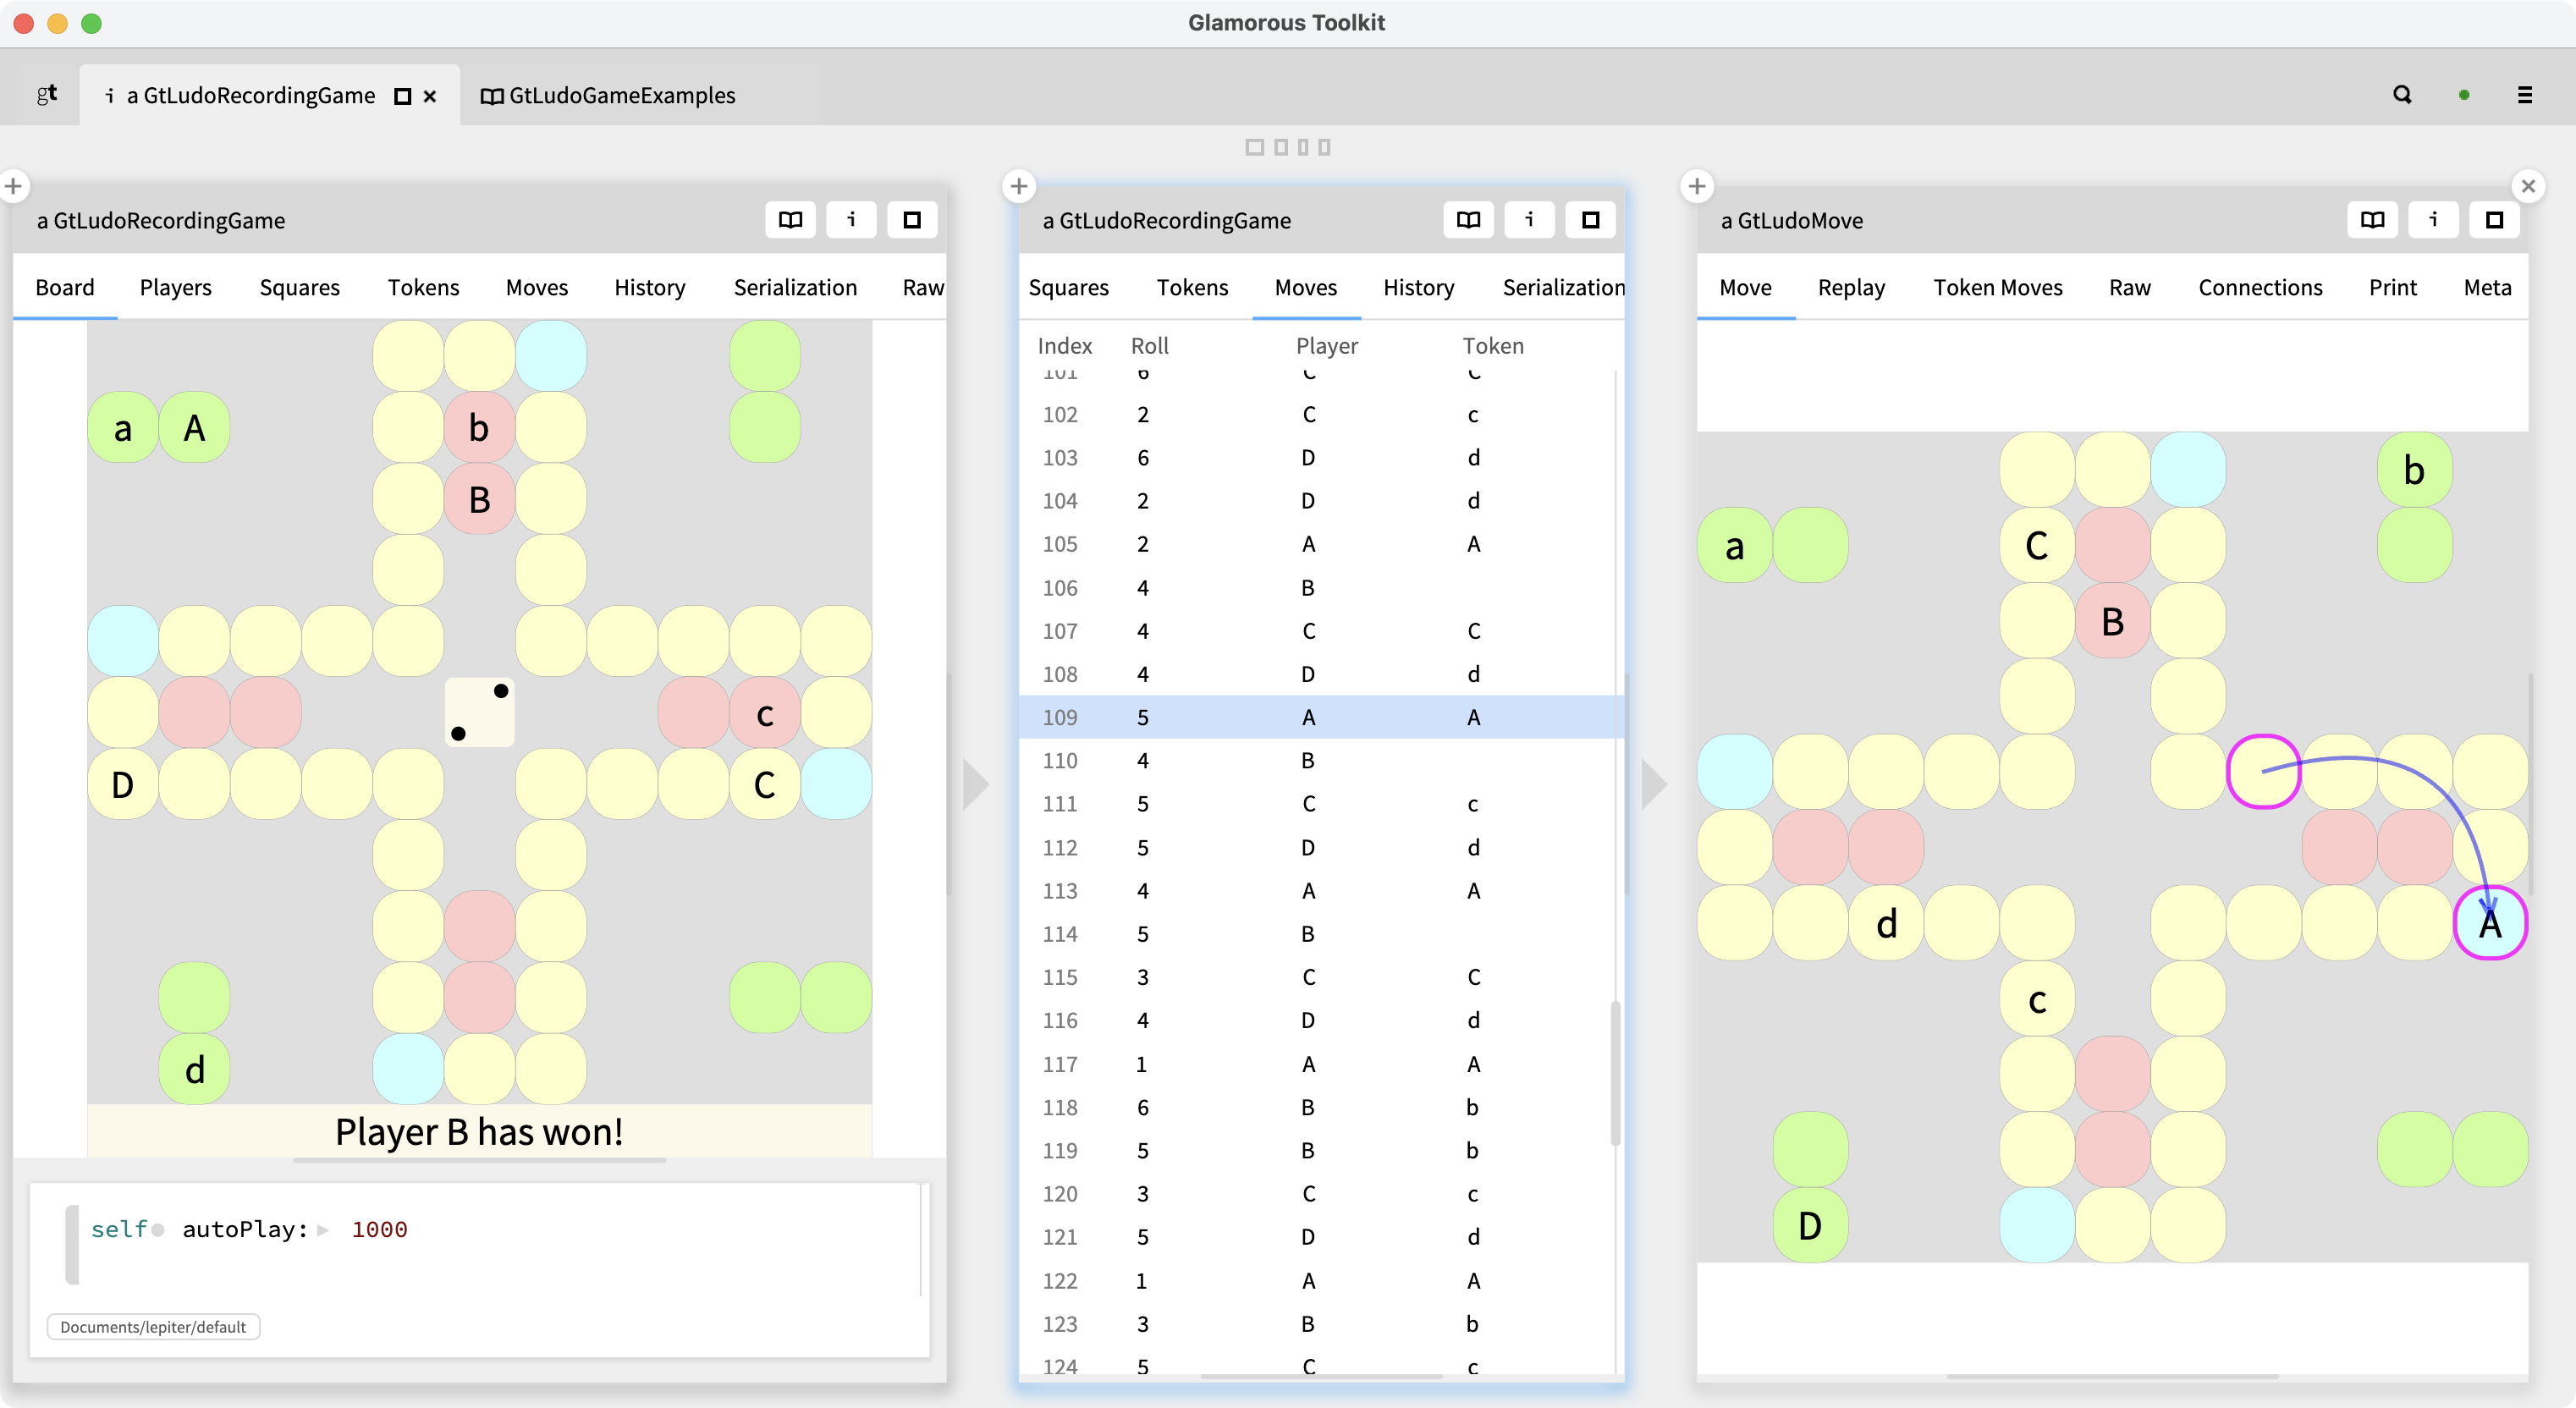 Glamorous Toolkit
gt
i a GtLudoRecordingGame
GtLudoGameExamples
a GtLudoRecordingGame
i
Board Players Squares Tokens Moves History Serialization Raw
a A b
B
c
D C
d
Player B has won!
self autoPlay: 1000
Documents/lepiter/default
a GtLudoRecordingGame
i
Squares Tokens Moves History Serialization
Index Roll Player Token
101 6 C C
102 2 C c
103 6 D d
104 2 D d
105 2 A A
106 4 B
107 4 C C
108 4 D d
109 5 A A
110 4 B
111 5 C c
112 5 D d
113 4 A A
114 5 B
115 3 C C
116 4 D d
117 1 A A
118 6 B b
119 5 B b
120 3 C c
121 5 D d
122 1 A A
123 3 B b
124 5 C c
a GtLudoMove
i
Move Replay Token Moves Raw Connections Print Meta
b
a C
B
d A
c
D